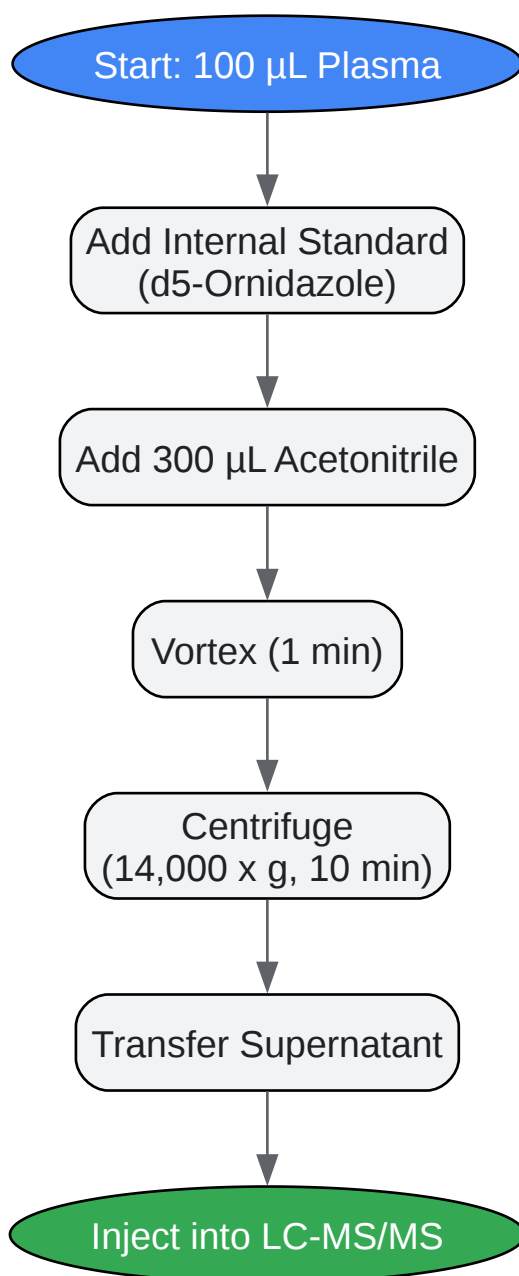 Start: 100 µL Plasma
Add Internal Standard
(d5-Ornidazole)
Add 300 µL Acetonitrile
Vortex (1 min)
Centrifuge
(14,000 x g, 10 min)
Transfer Supernatant
Inject into LC-MS/MS